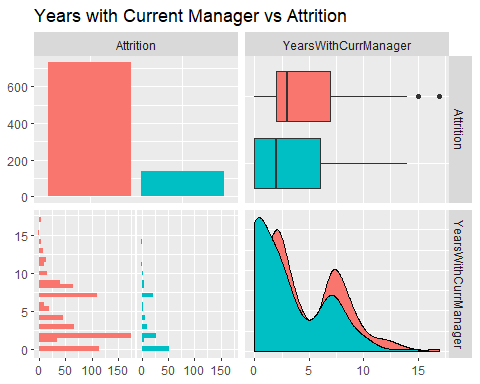 Years with Current Manager vs Attrition
Attrition YearsWithCurrManager
600
400
200
0
Attrition
15
10
5
0
YearsWithCurrManager
0 50 100 150 0 50 100 150 0 5 10 15